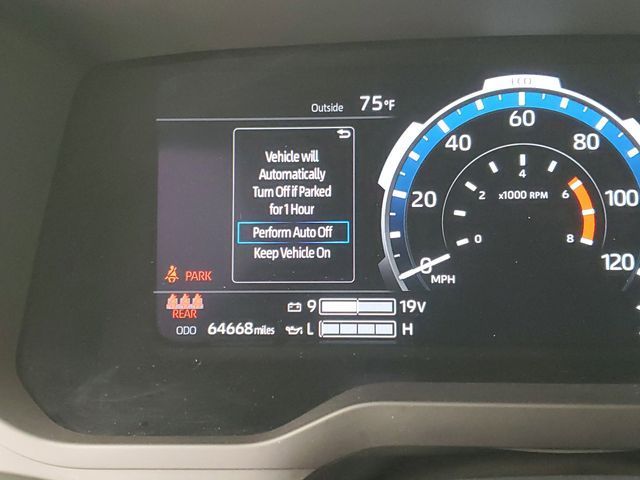 Outside 75°F
Vehicle will
Automatically
Turn Off if Parked
for 1 Hour
Perform Auto Off
Keep Vehicle On
PARK
REAR
ODO 64668 miles
9 19V
L H
ECO
0 20 40 60 80 100 120
MPH
0 2 4 6 8
x1000 RPM